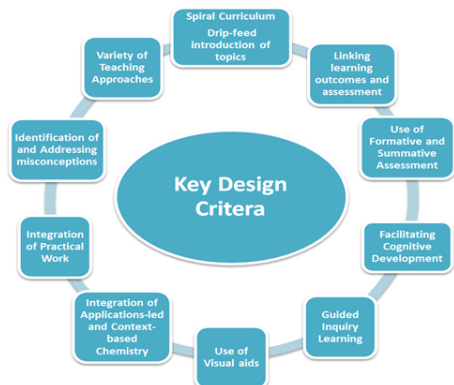 Spiral Curriculum
Drip-feed
introduction of
topics
Linking
learning
outcomes and
assessment
Use of
Formative and
Summative
Assessment
Facilitating
Cognitive
Development
Guided
Inquiry
Learning
Use of
Visual aids
Integration of
Applications-led
and Context-
based
Chemistry
Integration
of Practical
Work
Identification of
and Addressing
misconceptions
Variety of
Teaching
Approaches
Key Design
Critera